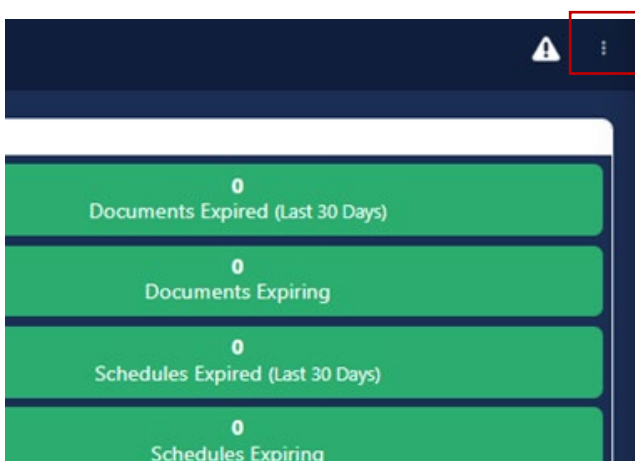 0
Documents Expired (Last 30 Days)
0
Documents Expiring
0
Schedules Expired (Last 30 Days)
0
Schedules Expiring